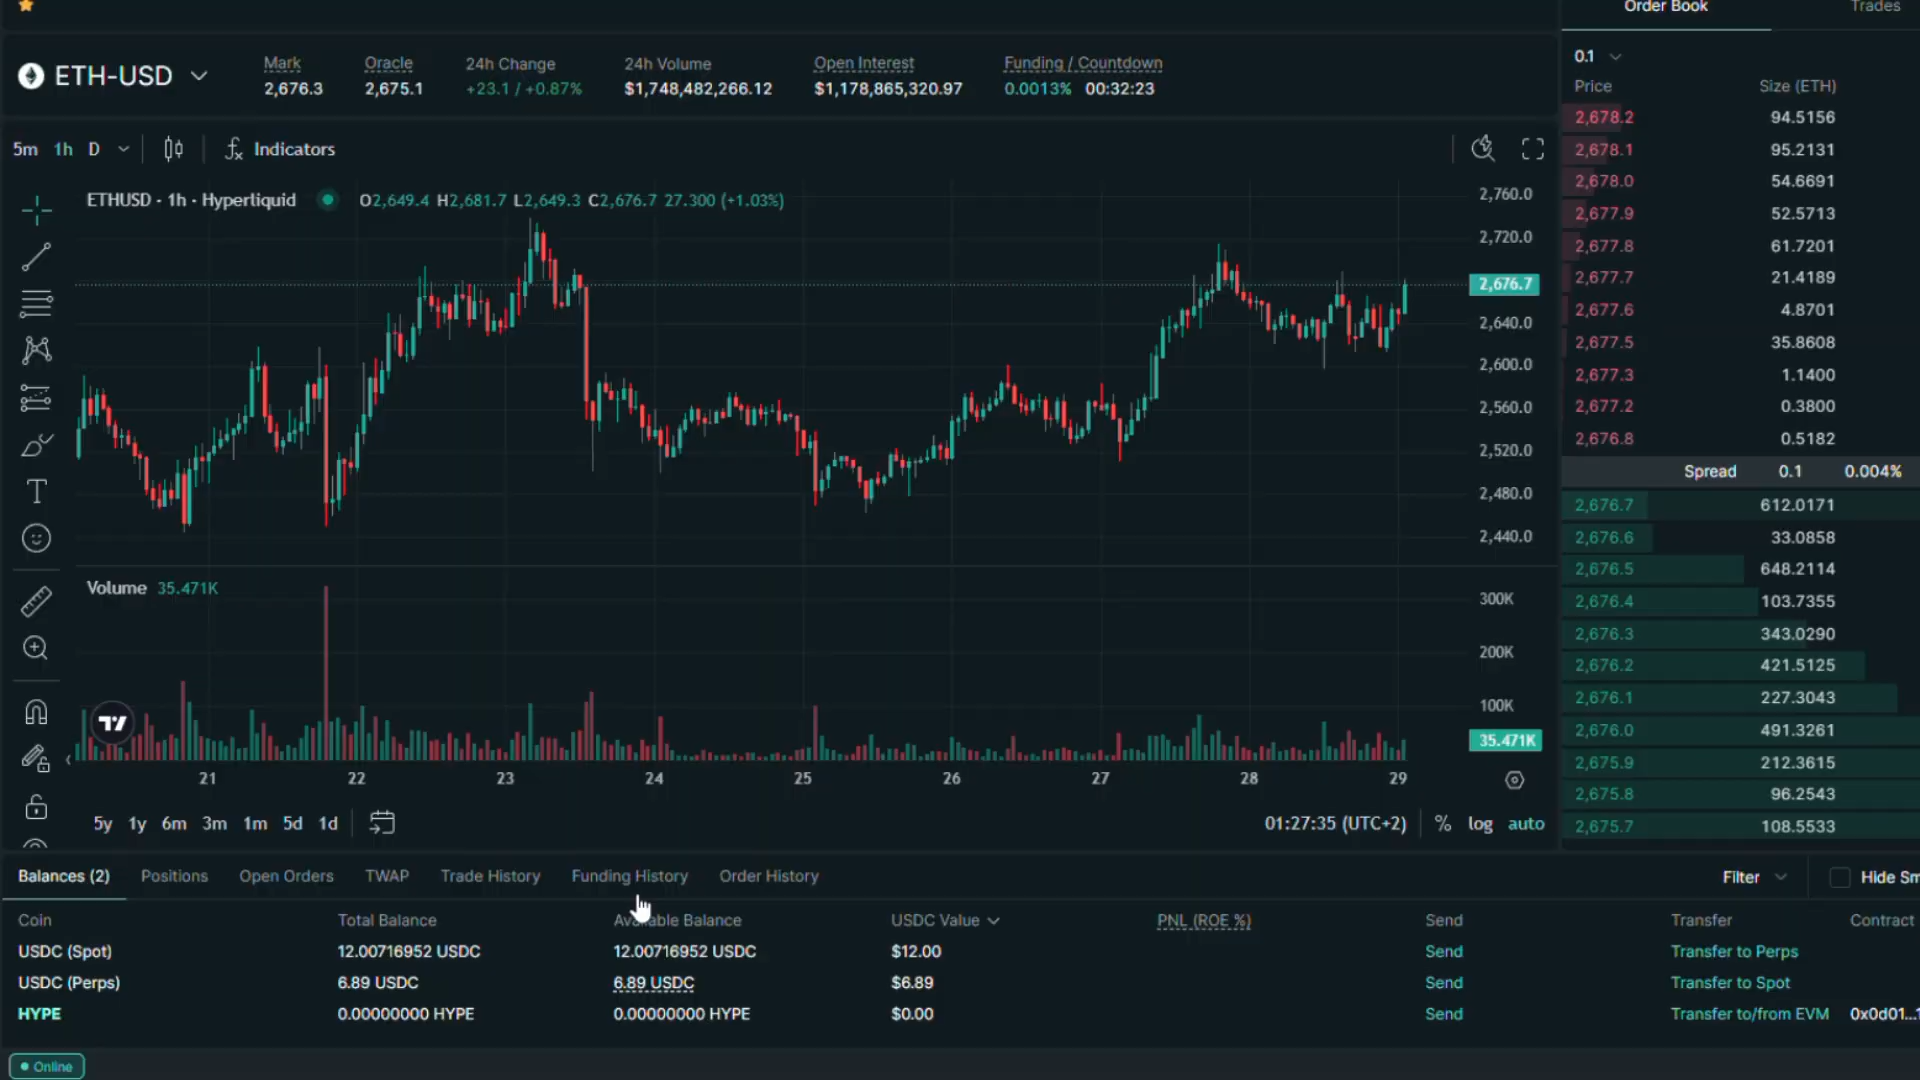 Order Book Trades
ETH-USD
Mark Oracle 24h Change 24h Volume Open Interest Funding / Countdown
2,676.3 2,675.1 +23.1 / +0.87% $1,748,482,266.12 $1,178,865,320.97 0.0013% 00:32:23
5m 1h D Indicators
ETHUSD · 1h · Hyperliquid O2,649.4 H2,681.7 L2,649.3 C2,676.7 27.300 (+1.03%)
2,760.0
2,720.0
2,676.7
2,640.0
2,600.0
2,560.0
2,520.0
2,480.0
2,440.0
Volume 35.471K
300K
200K
100K
35.471K
21 22 23 24 25 26 27 28 29
5y 1y 6m 3m 1m 5d 1d 01:27:35 (UTC+2) % log auto
0.1
Price Size (ETH)
2,678.2 94.5156
2,678.1 95.2131
2,678.0 54.6691
2,677.9 52.5713
2,677.8 61.7201
2,677.7 21.4189
2,677.6 4.8701
2,677.5 35.8608
2,677.3 1.1400
2,677.2 0.3800
2,676.8 0.5182
Spread 0.1 0.004%
2,676.7 612.0171
2,676.6 33.0858
2,676.5 648.2114
2,676.4 103.7355
2,676.3 343.0290
2,676.2 421.5125
2,676.1 227.3043
2,676.0 491.3261
2,675.9 212.3615
2,675.8 96.2543
2,675.7 108.5533
Balances (2) Positions Open Orders TWAP Trade History Funding History Order History Filter Hide Sm
Coin Total Balance Available Balance USDC Value PNL (ROE %) Send Transfer Contract
USDC (Spot) 12.00716952 USDC 12.00716952 USDC $12.00 Send Transfer to Perps
USDC (Perps) 6.89 USDC 6.89 USDC $6.89 Send Transfer to Spot
HYPE 0.00000000 HYPE 0.00000000 HYPE $0.00 Send Transfer to/from EVM 0x0d01...1
Online